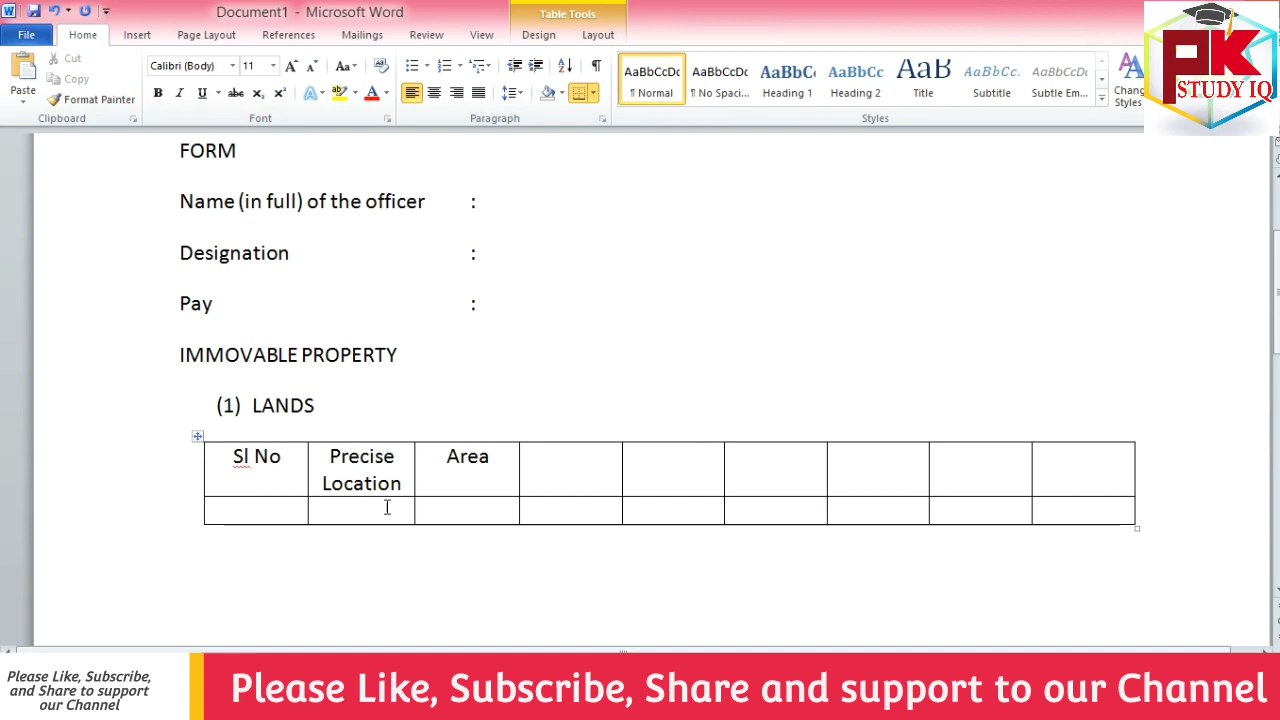 Document1 - Microsoft Word
Table Tools
File Home Insert Page Layout References Mailings Review View Design Layout
Paste
Cut
Copy
Format Painter
Clipboard
Calibri (Body) 11
Font
Paragraph
AaBbCcDc AaBbCcDc AaBbC AaBbCc AaB AaBbCc. AaBbCcDc
¶ Normal ¶ No Spaci... Heading 1 Heading 2 Title Subtitle Subtle Em...
Styles
Styles
PK
STUDY IQ
FORM
Name (in full) of the officer :
Designation :
Pay :
IMMOVABLE PROPERTY
(1) LANDS
Sl No Precise Location Area
Please Like, Subscribe,
and Share to support
our Channel
Please Like, Subscribe, Share and support to our Channel